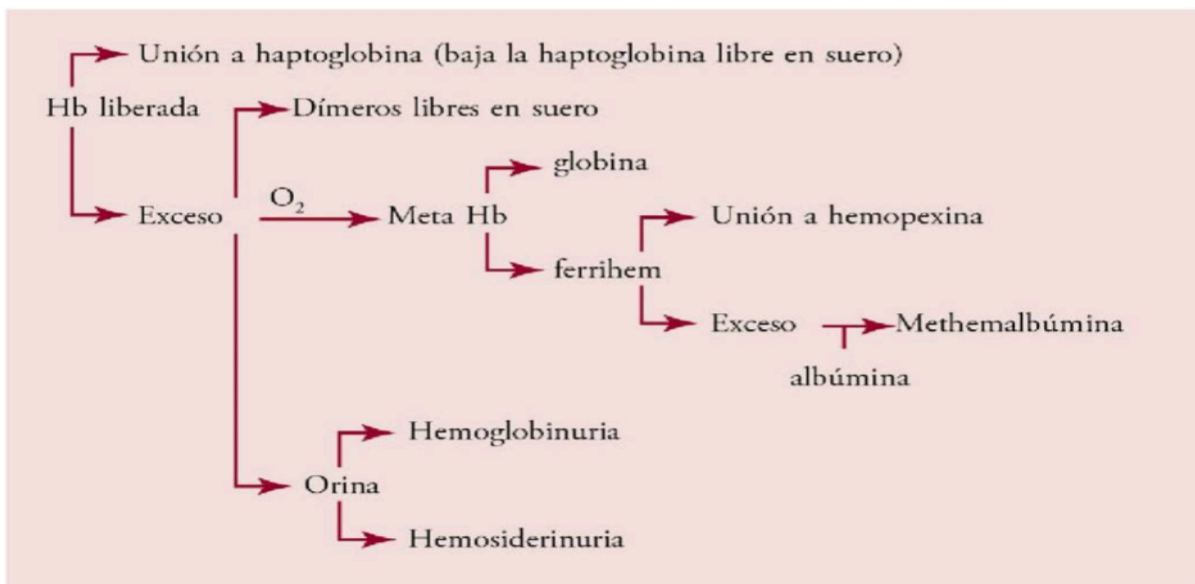 Unión a haptoglobina (baja la haptoglobina libre en suero)
Hb liberada
Dímeros libres en suero
globina
Exceso
O₂
Meta Hb
Unión a hemopexina
ferrihem
Exceso
Methemalbúmina
albúmina
Hemoglobinuria
Orina
Hemosiderinuria